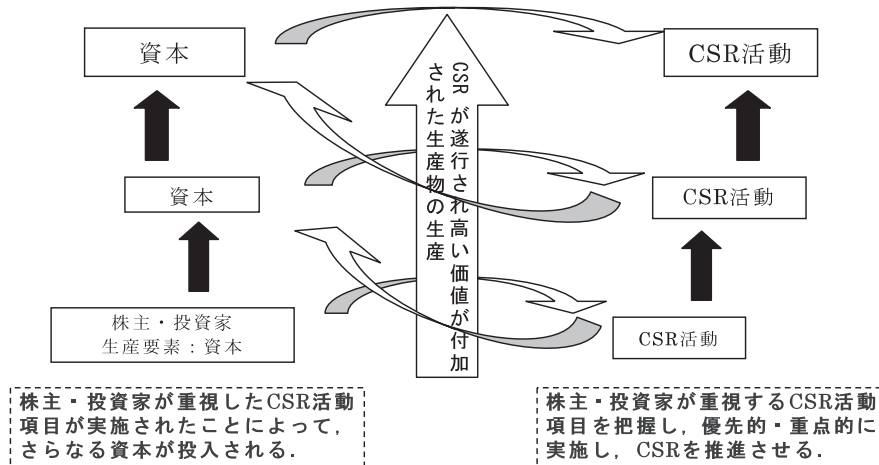 資本
CSR活動
CSRが遂行され高い価値が付加
された生産物の生産
資本
CSR活動
株主・投資家
生産要素：資本
CSR活動
株主・投資家が重視したCSR活動
項目が実施されたことによって，
さらなる資本が投入される．
株主・投資家が重視するCSR活動
項目を把握し，優先的・重点的に
実施し，CSRを推進させる．